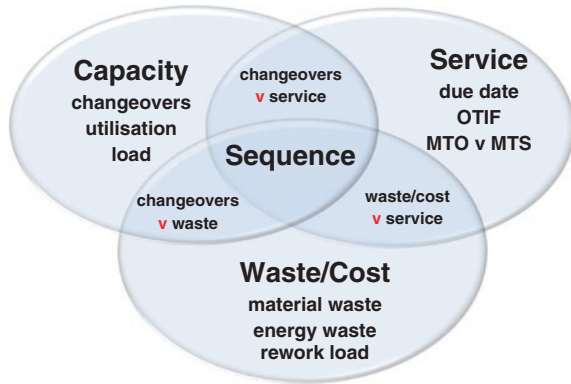 Capacity
changeovers
utilisation
load
changeovers
v service
Service
due date
OTIF
MTO v MTS
Sequence
changeovers
v waste
waste/cost
v service
Waste/Cost
material waste
energy waste
rework load